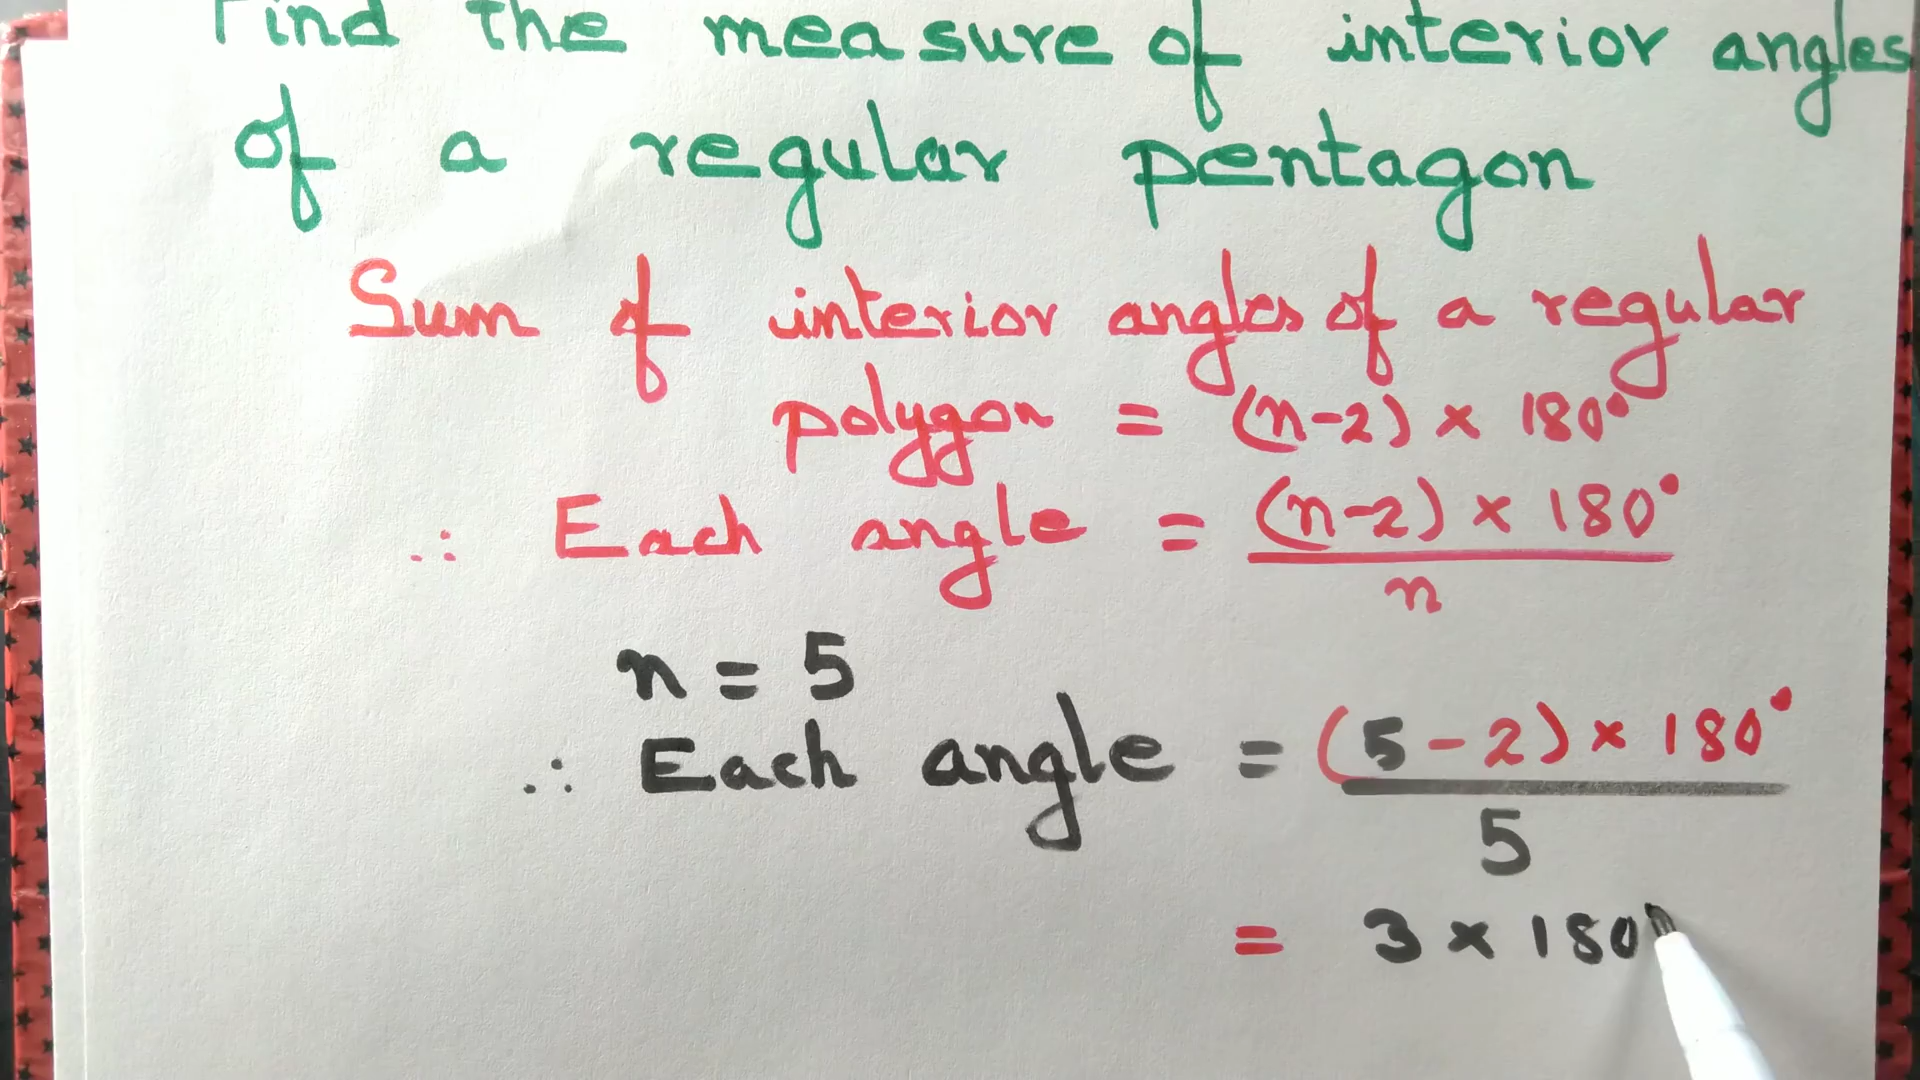 Find the measure of interior angles
of a regular pentagon
Sum of interior angles of a regular
polygon = (n-2) × 180°
∴ Each angle = (n-2) × 180°
n
n = 5
∴ Each angle = (5-2) × 180°
5
= 3 × 180°